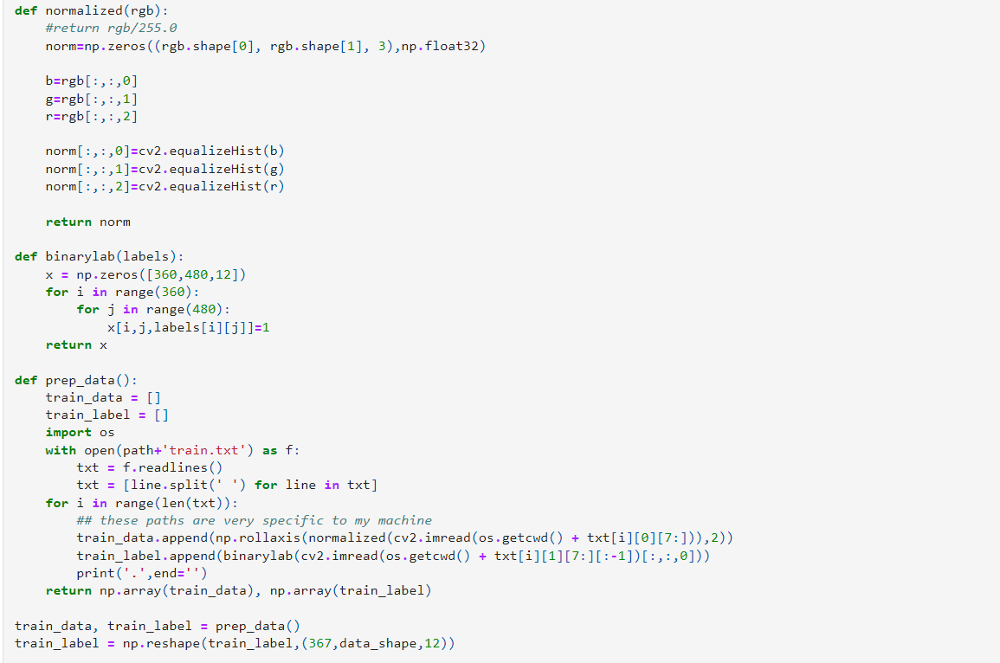 def normalized(rgb):
    #return rgb/255.0
    norm=np.zeros((rgb.shape[0], rgb.shape[1], 3),np.float32)

    b=rgb[:,:,0]
    g=rgb[:,:,1]
    r=rgb[:,:,2]

    norm[:,:,0]=cv2.equalizeHist(b)
    norm[:,:,1]=cv2.equalizeHist(g)
    norm[:,:,2]=cv2.equalizeHist(r)

    return norm

def binarylab(labels):
    x = np.zeros([360,480,12])
    for i in range(360):
        for j in range(480):
            x[i,j,labels[i][j]]=1
    return x

def prep_data():
    train_data = []
    train_label = []
    import os
    with open(path+'train.txt') as f:
        txt = f.readlines()
        txt = [line.split(' ') for line in txt]
    for i in range(len(txt)):
        ## these paths are very specific to my machine
        train_data.append(np.rollaxis(normalized(cv2.imread(os.getcwd() + txt[i][0][7:])),2))
        train_label.append(binarylab(cv2.imread(os.getcwd() + txt[i][1][7:][:-1])[:,:,0]))
        print('.',end='')
    return np.array(train_data), np.array(train_label)

train_data, train_label = prep_data()
train_label = np.reshape(train_label,(367,data_shape,12))